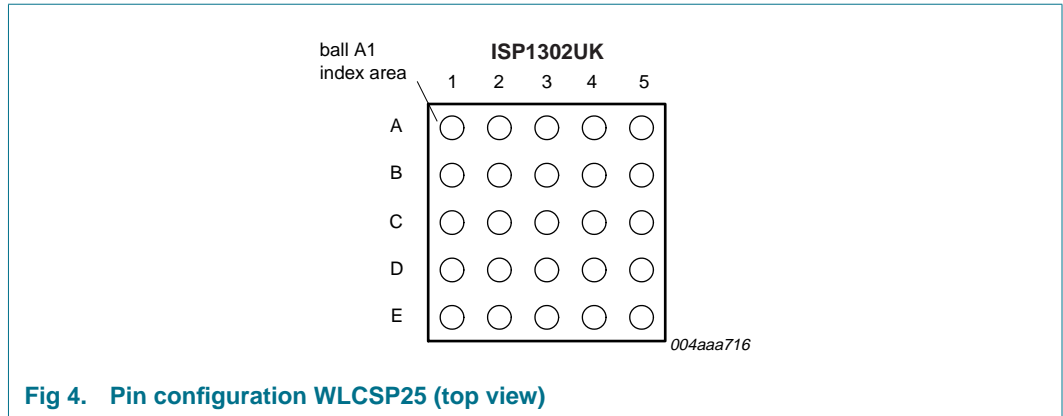 ball A1
index area
ISP1302UK
1 2 3 4 5
A
B
C
D
E
004aaa716
Fig 4. Pin configuration WLCSP25 (top view)